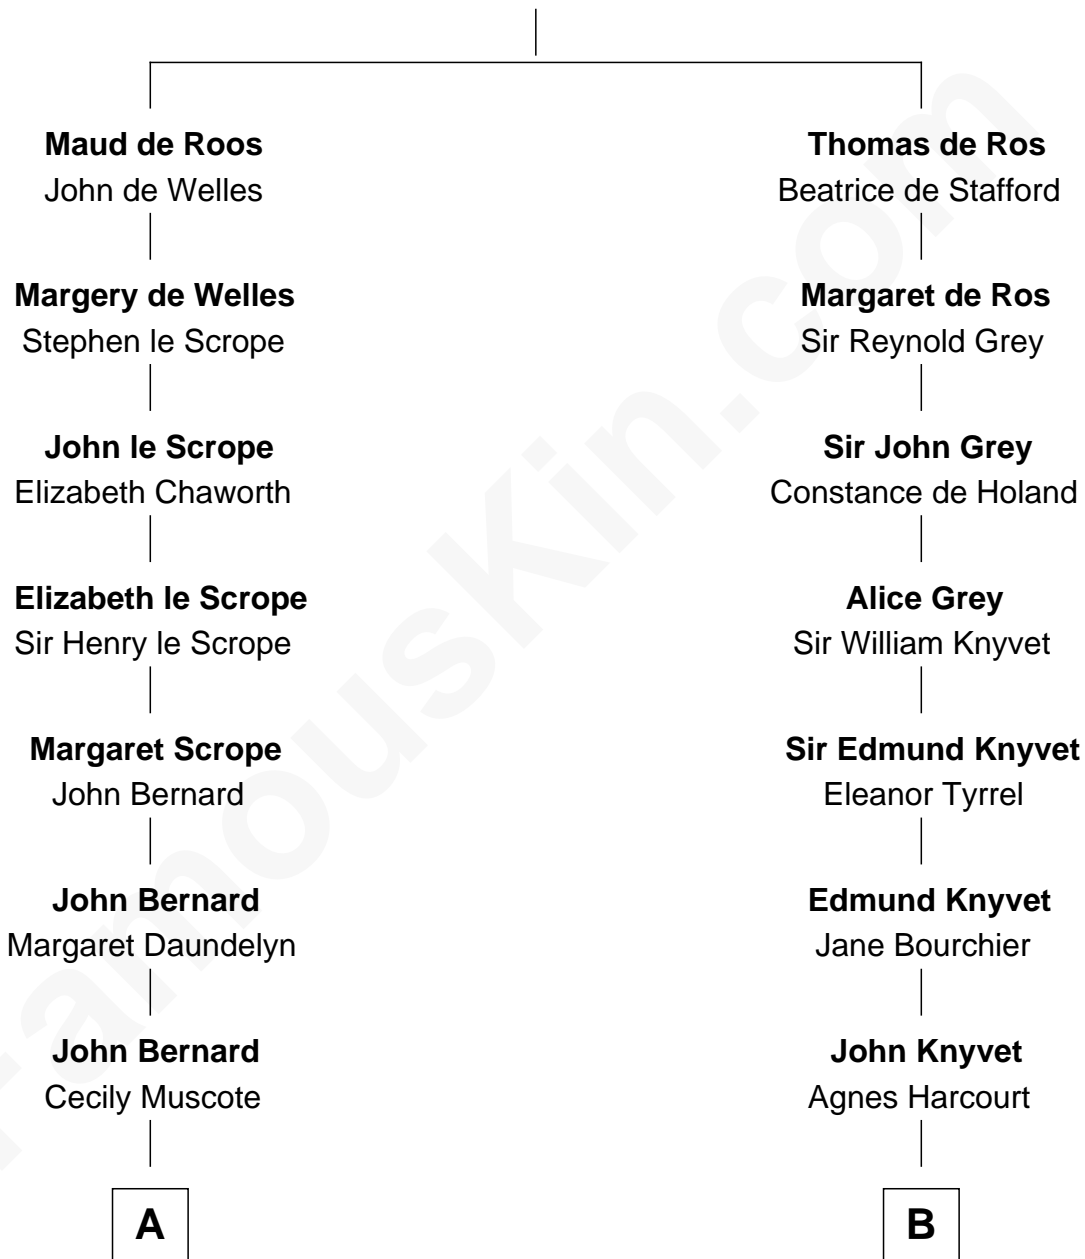 Maud de Roos
John de Welles
Margery de Welles
Stephen le Scrope
John le Scrope
Elizabeth Chaworth
Elizabeth le Scrope
Sir Henry le Scrope
Margaret Scrope
John Bernard
John Bernard
Margaret Daundelyn
John Bernard
Cecily Muscote
A
Thomas de Ros
Beatrice de Stafford
Margaret de Ros
Sir Reynold Grey
Sir John Grey
Constance de Holand
Alice Grey
Sir William Knyvet
Sir Edmund Knyvet
Eleanor Tyrrel
Edmund Knyvet
Jane Bourchier
John Knyvet
Agnes Harcourt
B
FamousKin.com